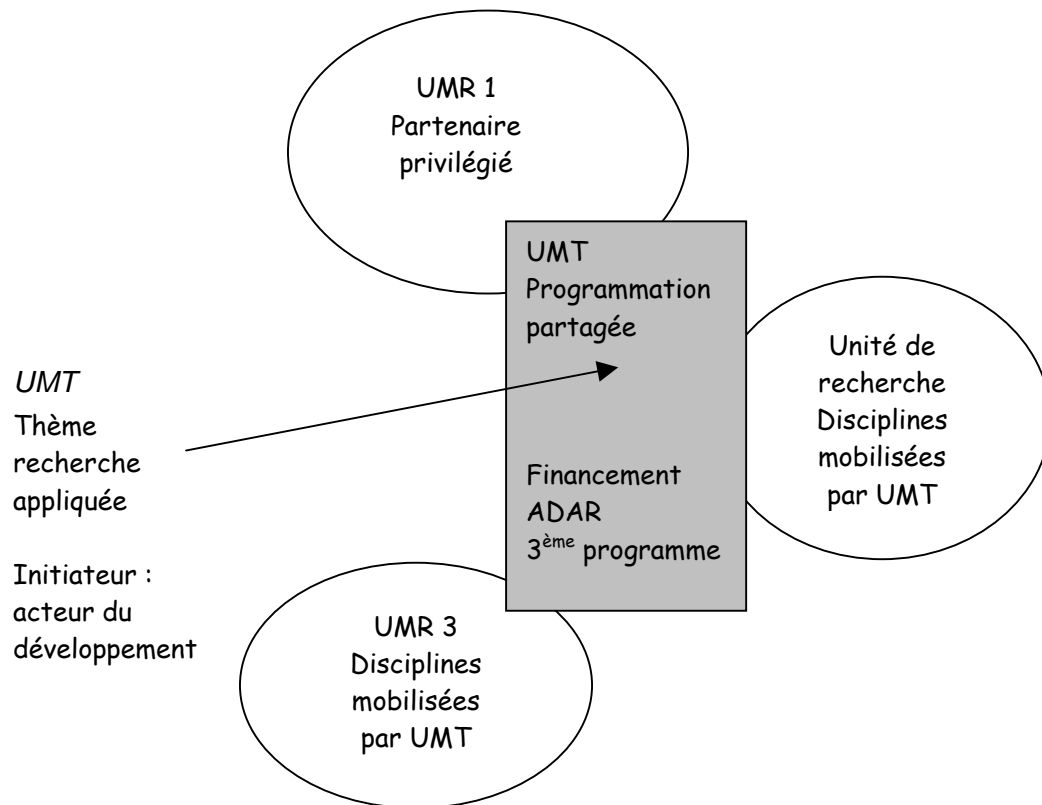 UMR 1
Partenaire
privilégié
UMT
Programmation
partagée
Financement
ADAR
3ème programme
Unité de
recherche
Disciplines
mobilisées
par UMT
UMT
Thème
recherche
appliquée
Initiateur :
acteur du
développement
UMR 3
Disciplines
mobilisées
par UMT